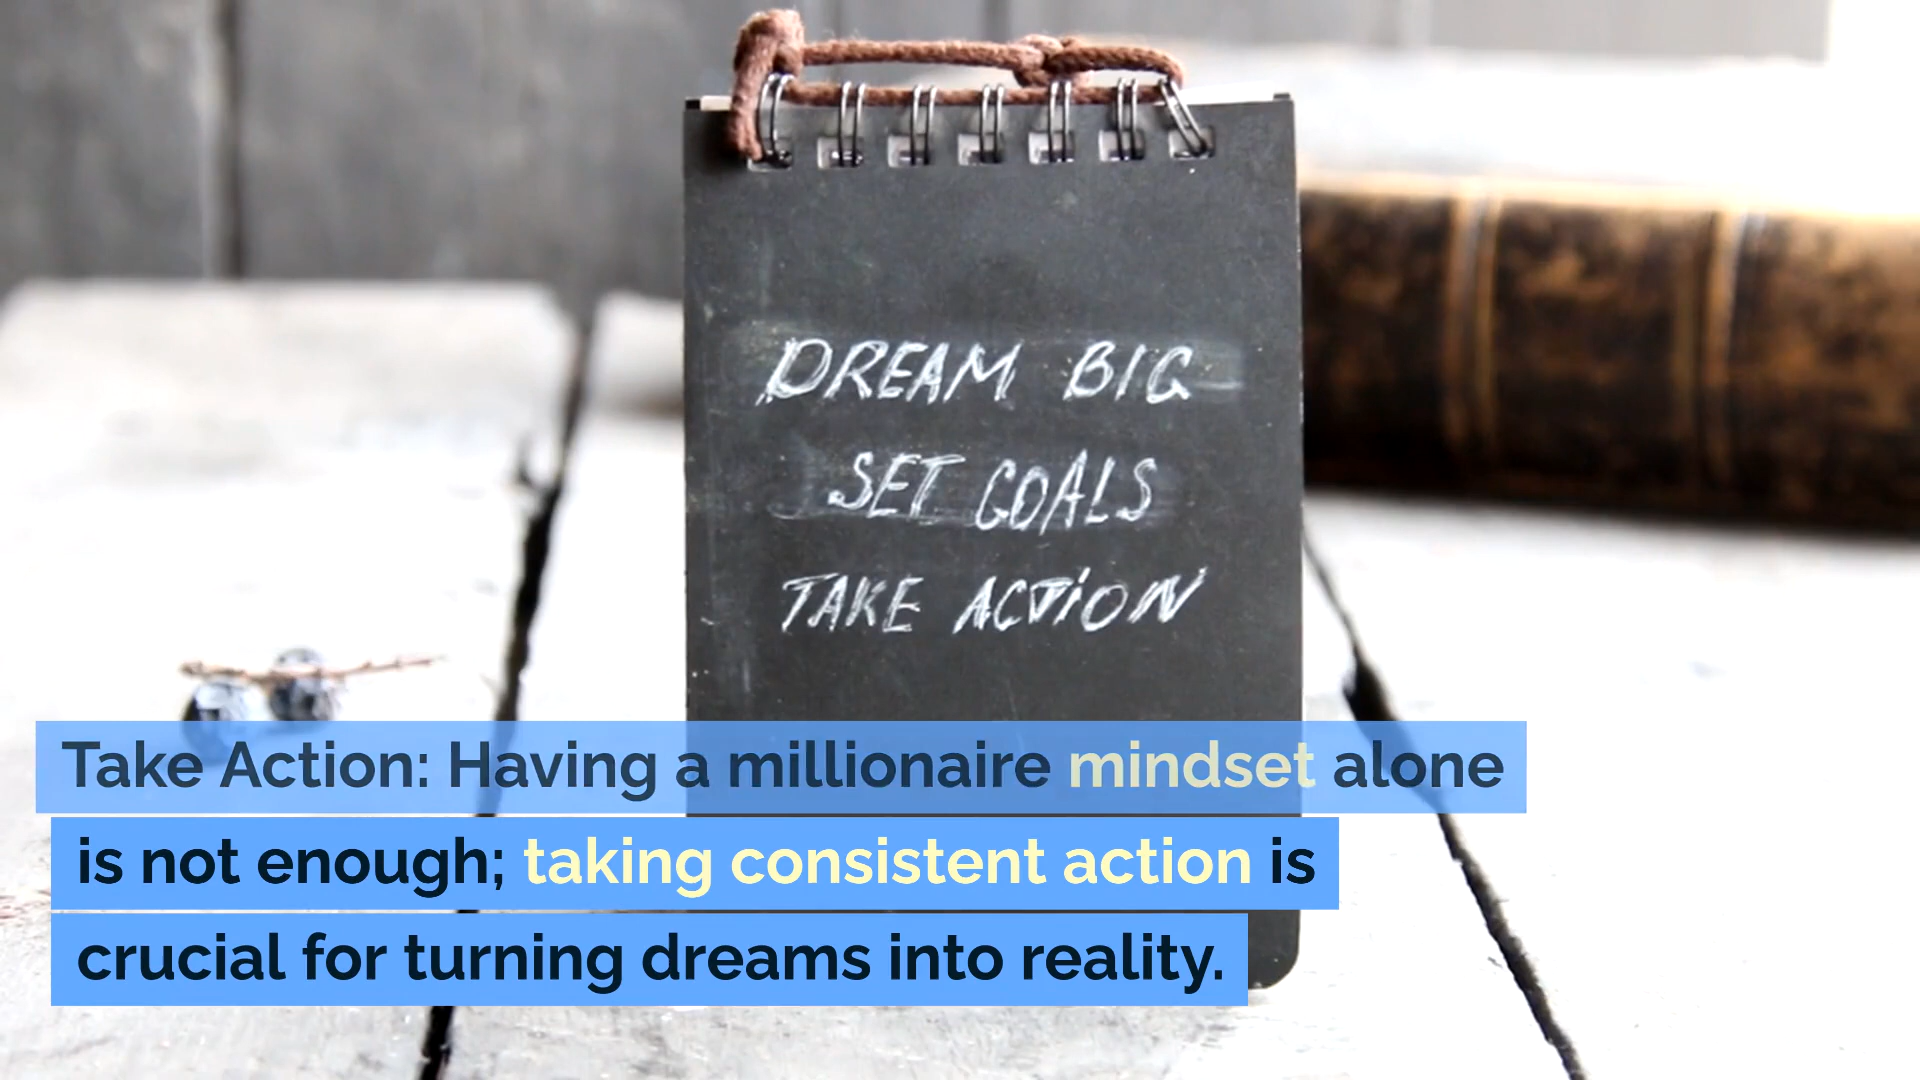 DREAM BIG
SET GOALS
TAKE ACTION
Take Action: Having a millionaire mindset alone
is not enough; taking consistent action is
crucial for turning dreams into reality.